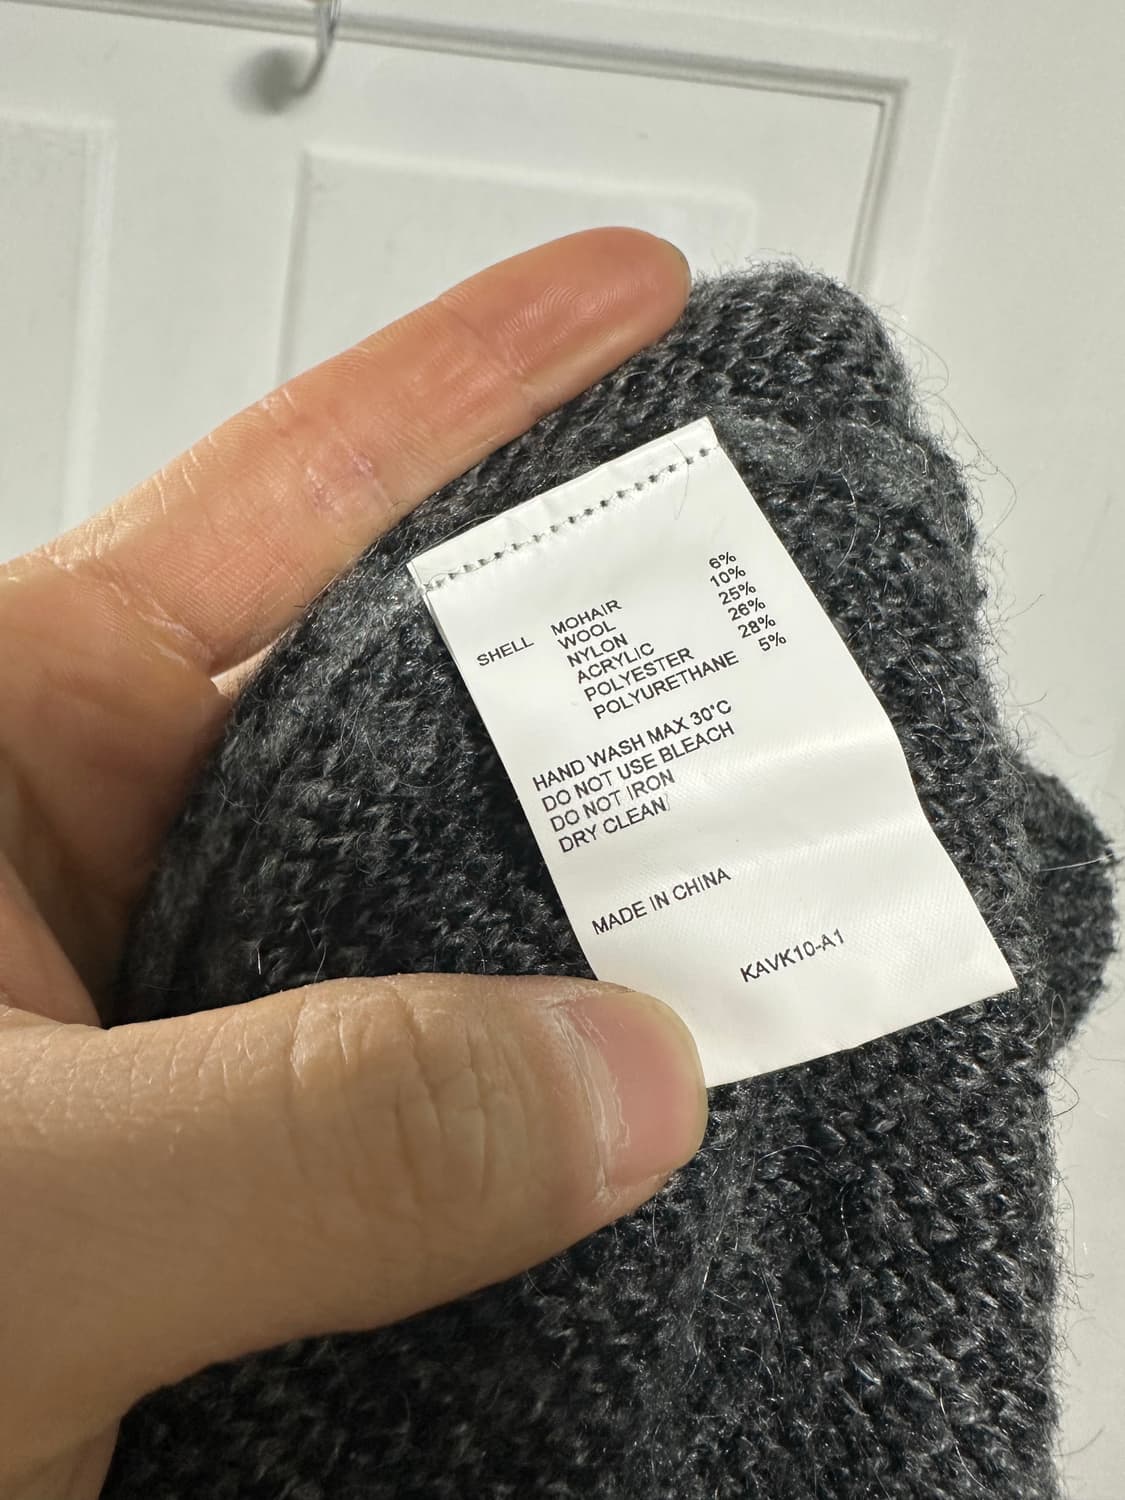 SHELL MOHAIR 6%
WOOL 10%
NYLON 25%
ACRYLIC 26%
POLYESTER 28%
POLYURETHANE 5%
HAND WASH MAX 30°C
DO NOT USE BLEACH
DO NOT IRON
DRY CLEAN
MADE IN CHINA
KAVK10-A1